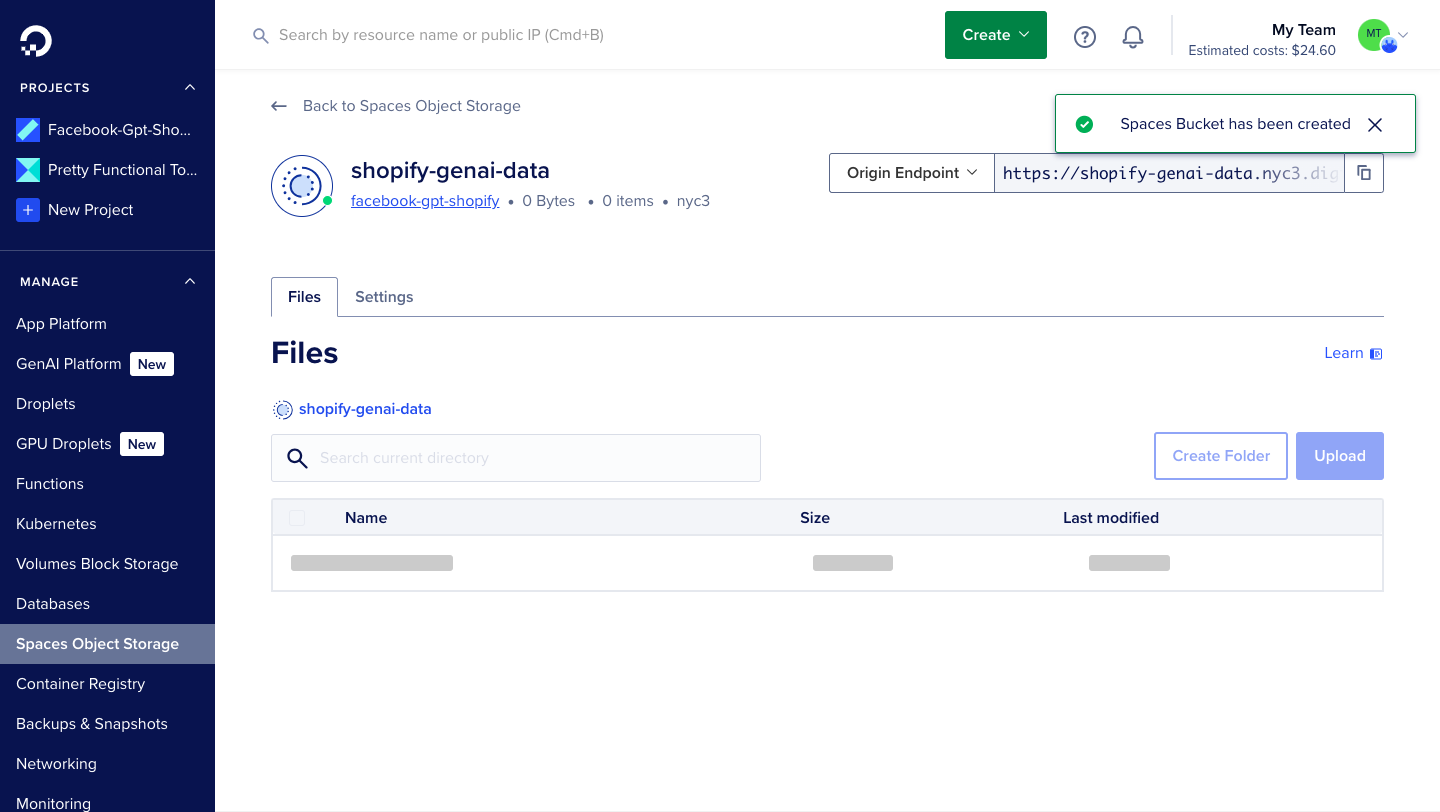 PROJECTS
Facebook-Gpt-Sho...
Pretty Functional To...
New Project
MANAGE
App Platform
GenAI Platform New
Droplets
GPU Droplets New
Functions
Kubernetes
Volumes Block Storage
Databases
Spaces Object Storage
Container Registry
Backups & Snapshots
Networking
Monitoring
Search by resource name or public IP (Cmd+B)
Create
My Team
Estimated costs: $24.60
MT
Back to Spaces Object Storage
Spaces Bucket has been created
shopify-genai-data
facebook-gpt-shopify • 0 Bytes • 0 items • nyc3
Origin Endpoint
https://shopify-genai-data.nyc3.dig
Files
Settings
Files
Learn
shopify-genai-data
Search current directory
Create Folder
Upload
Name Size Last modified